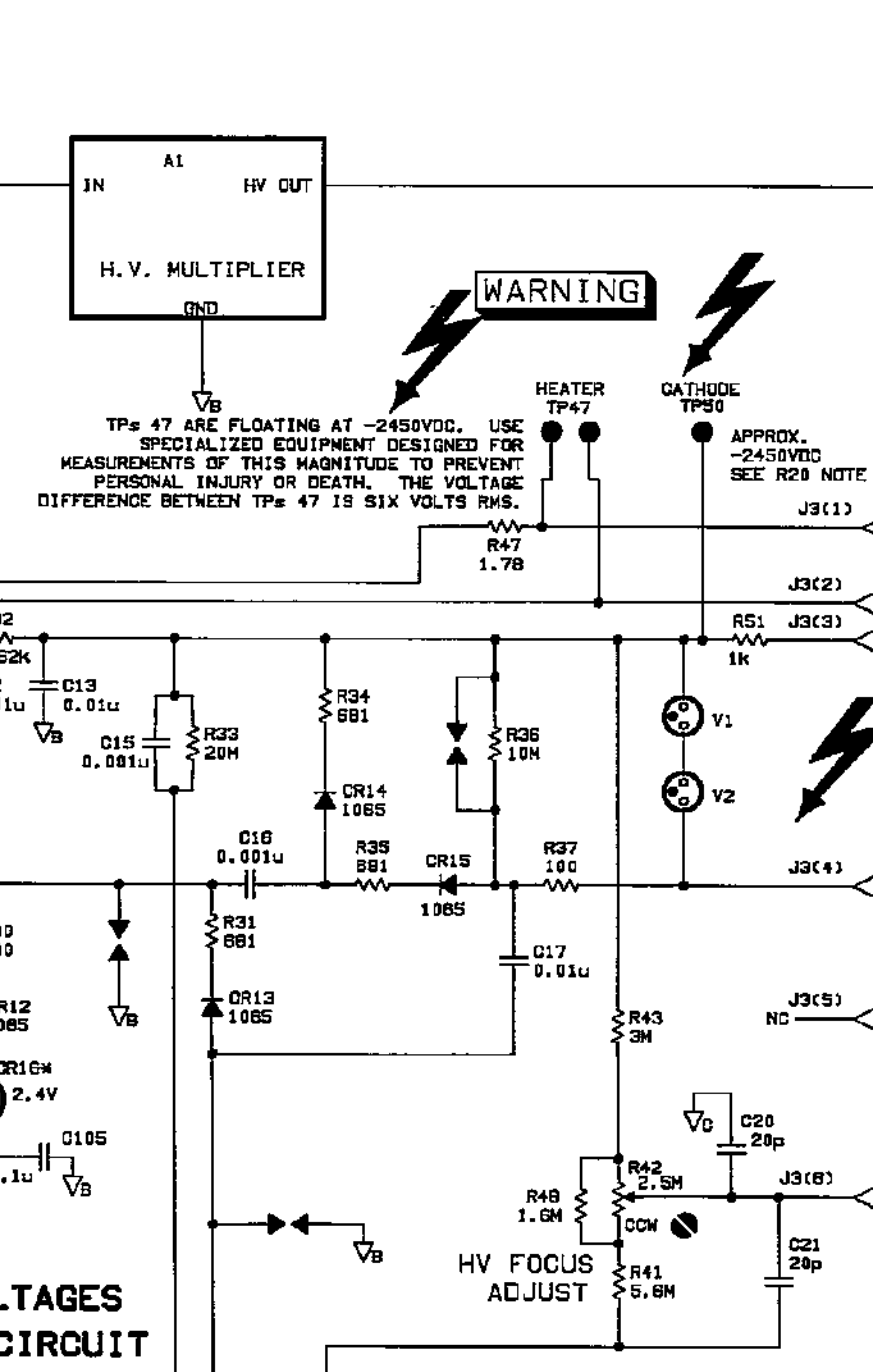 A1
IN HV OUT
H.V. MULTIPLIER
GND
B
WARNING
HEATER
TP47
CATHODE
TP50
APPROX.
-2450VDC
SEE R20 NOTE
TPs 47 ARE FLOATING AT -2450VDC. USE
SPECIALIZED EQUIPMENT DESIGNED FOR
MEASUREMENTS OF THIS MAGNITUDE TO PREVENT
PERSONAL INJURY OR DEATH. THE VOLTAGE
DIFFERENCE BETWEEN TPs 47 IS SIX VOLTS RMS.
J3(1)
R47
1.78
J3(2)
R51
1K
J3(3)
2
62K
C13
0.01u
1u
B
C15
0.001u
R33
20M
R34
681
R36
10M
V1
CR14
1065
V2
C16
0.001u
R35
681
CR15
1065
R37
100
J3(4)
R31
681
C17
0.01u
CR13
1065
B
R12
065
R43
3M
J3(5)
NC
CR16*
2.4V
C105
.1u
B
C
C20
20p
R42
2.5M
J3(6)
R48
1.6M
CCW
B
C21
20p
HV FOCUS
ADJUST
R41
5.6M
LTAGES
CIRCUIT